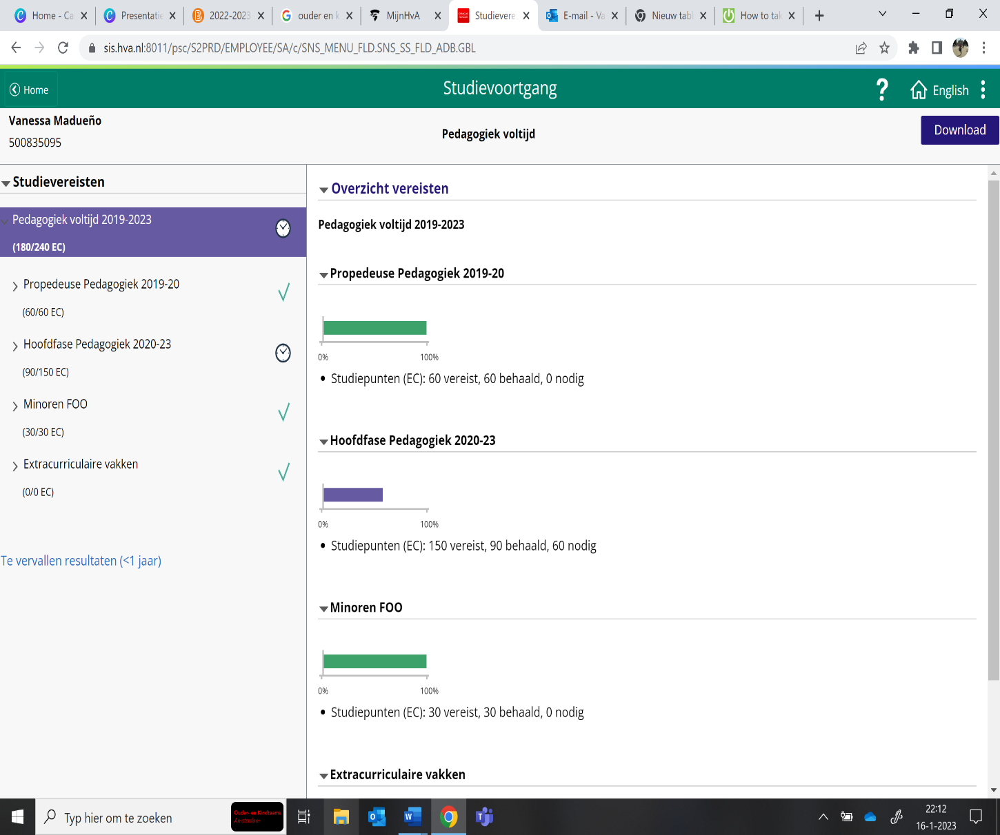 Home - Ca
Presentatie
2022-2023
ouder en k
MijnHvA
Studievere
E-mail - Va
Nieuw tabl
How to tak
sis.hva.nl:8011/psc/S2PRD/EMPLOYEE/SA/c/SNS_MENU_FLD.SNS_SS_FLD_ADB.GBL
Home
Studievoortgang
?
English
Vanessa Madueño
500835095
Pedagogiek voltijd
Download
Studievereisten
Pedagogiek voltijd 2019-2023
(180/240 EC)
Propedeuse Pedagogiek 2019-20
(60/60 EC)
Hoofdfase Pedagogiek 2020-23
(90/150 EC)
Minoren FOO
(30/30 EC)
Extracurriculaire vakken
(0/0 EC)
Te vervallen resultaten (<1 jaar)
Overzicht vereisten
Pedagogiek voltijd 2019-2023
Propedeuse Pedagogiek 2019-20
0% 100%
• Studiepunten (EC): 60 vereist, 60 behaald, 0 nodig
Hoofdfase Pedagogiek 2020-23
0% 100%
• Studiepunten (EC): 150 vereist, 90 behaald, 60 nodig
Minoren FOO
0% 100%
• Studiepunten (EC): 30 vereist, 30 behaald, 0 nodig
Extracurriculaire vakken
Typ hier om te zoeken
Ouder- en Kindteams
Amsterdam
22:12
16-1-2023